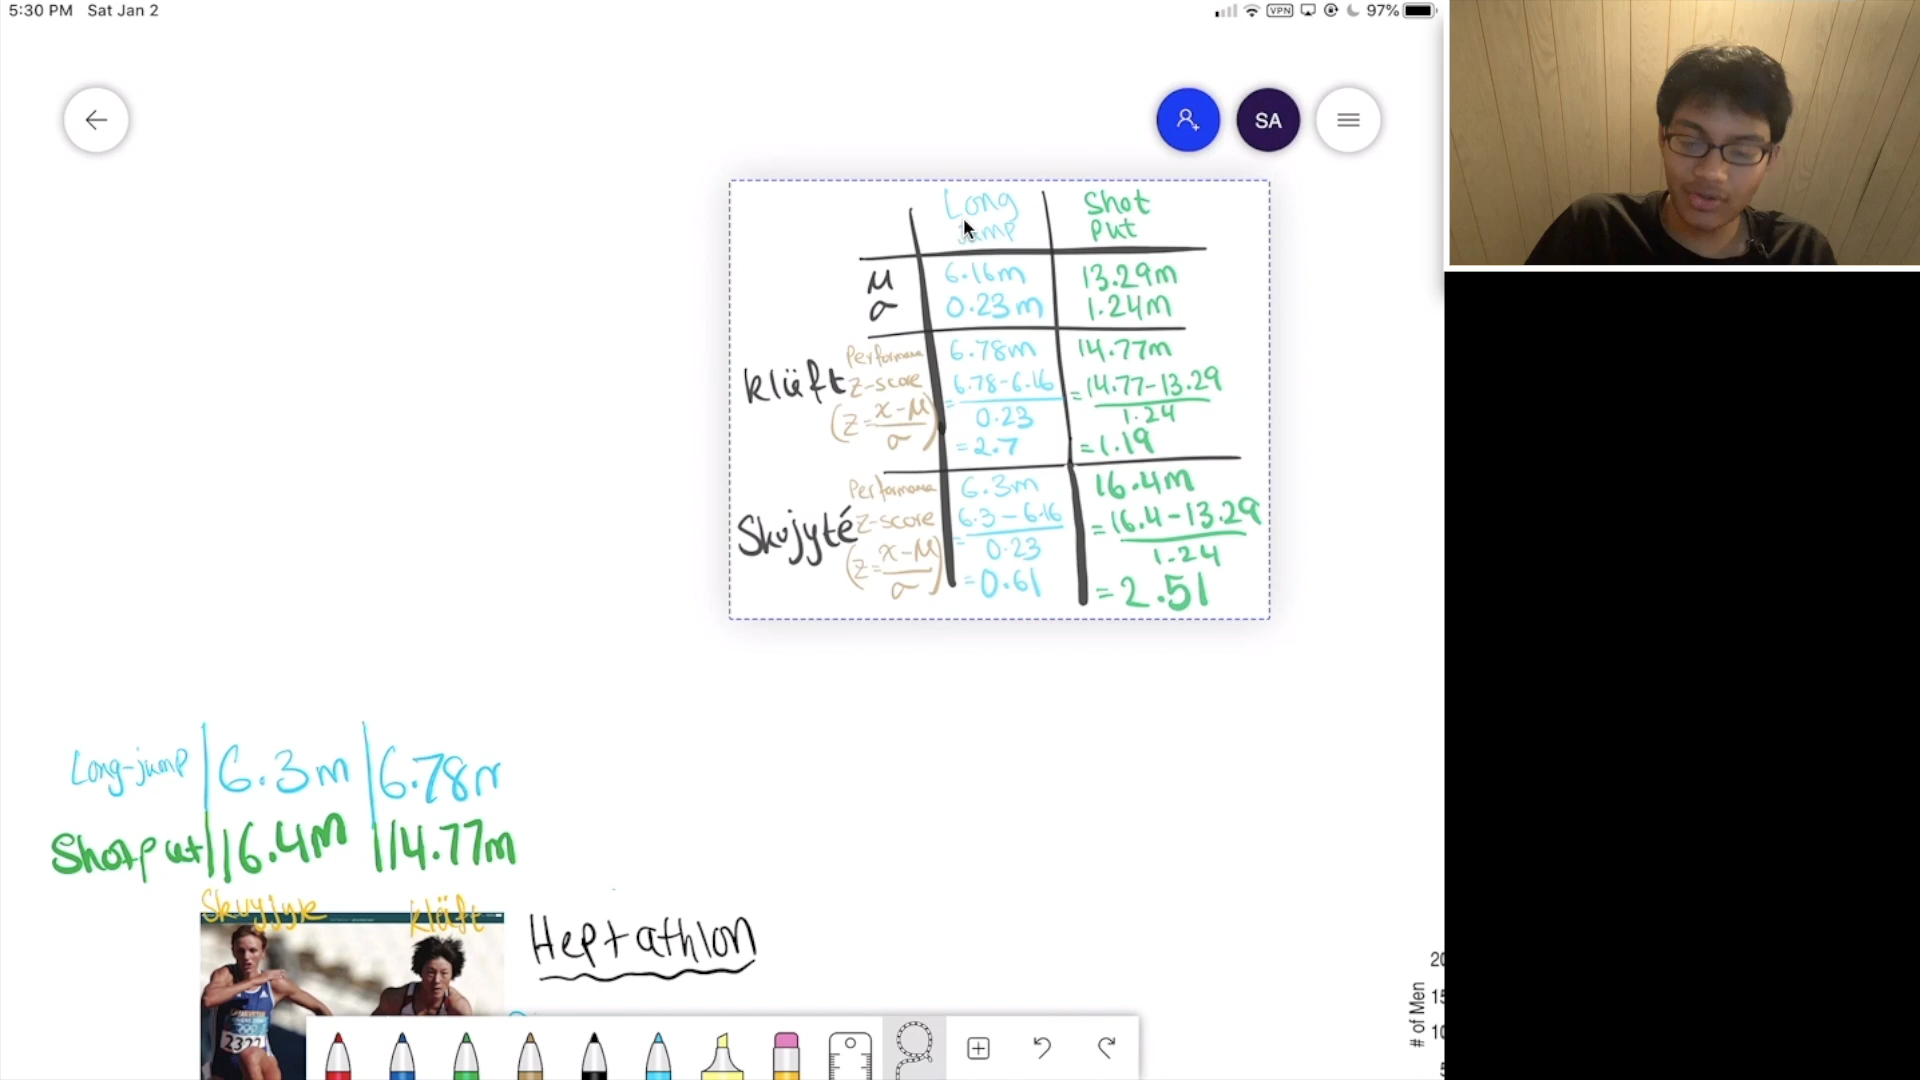 5:30 PM Sat Jan 2
VPN 97%
SA
Long Jump Shot Put
μ 6.16m 13.29m
σ 0.23m 1.24m
Performance 6.78m 14.77m
Klüft z-score = 6.78-6.16 / 0.23 = 14.77-13.29 / 1.24
(z = x-μ / σ) = 2.7 = 1.19
Performance 6.3m 16.4m
Skujyté z-score = 6.3-6.16 / 0.23 = 16.4-13.29 / 1.24
(z = x-μ / σ) = 0.61 = 2.51
Long-jump 6.3m 6.78m
Shotput 16.4m 14.77m
Klüft
Heptathlon
# of Men